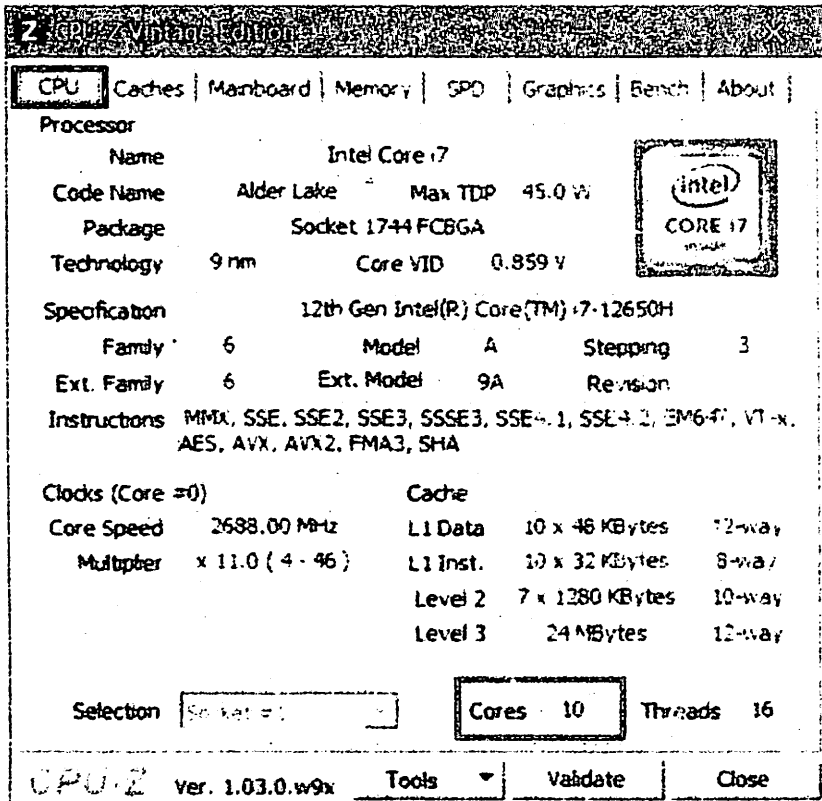 Z CPU-Z Vintage Edition X
CPU Caches Mainboard Memory SPD Graphics Bench About
Processor
Name Intel Core i7
Code Name Alder Lake Max TDP 45.0 W
Package Socket 1744 FCBGA
Technology 9 nm Core VID 0.859 V
intel
CORE i7
inside
Specification 12th Gen Intel(R) Core(TM) i7-12650H
Family 6 Model A Stepping 3
Ext. Family 6 Ext. Model 9A Revision
Instructions MMX, SSE, SSE2, SSE3, SSSE3, SSE4.1, SSE4.2, EM64T, VT-x,
AES, AVX, AVX2, FMA3, SHA
Clocks (Core #0) Cache
Core Speed 2688.00 MHz L1 Data 10 x 48 KBytes 12-way
Multiplier x 11.0 ( 4 - 46 ) L1 Inst. 10 x 32 KBytes 8-way
Level 2 7 x 1280 KBytes 10-way
Level 3 24 MBytes 12-way
Selection Socket #1 Cores 10 Threads 16
CPU-Z Ver. 1.03.0.w9x Tools Validate Close